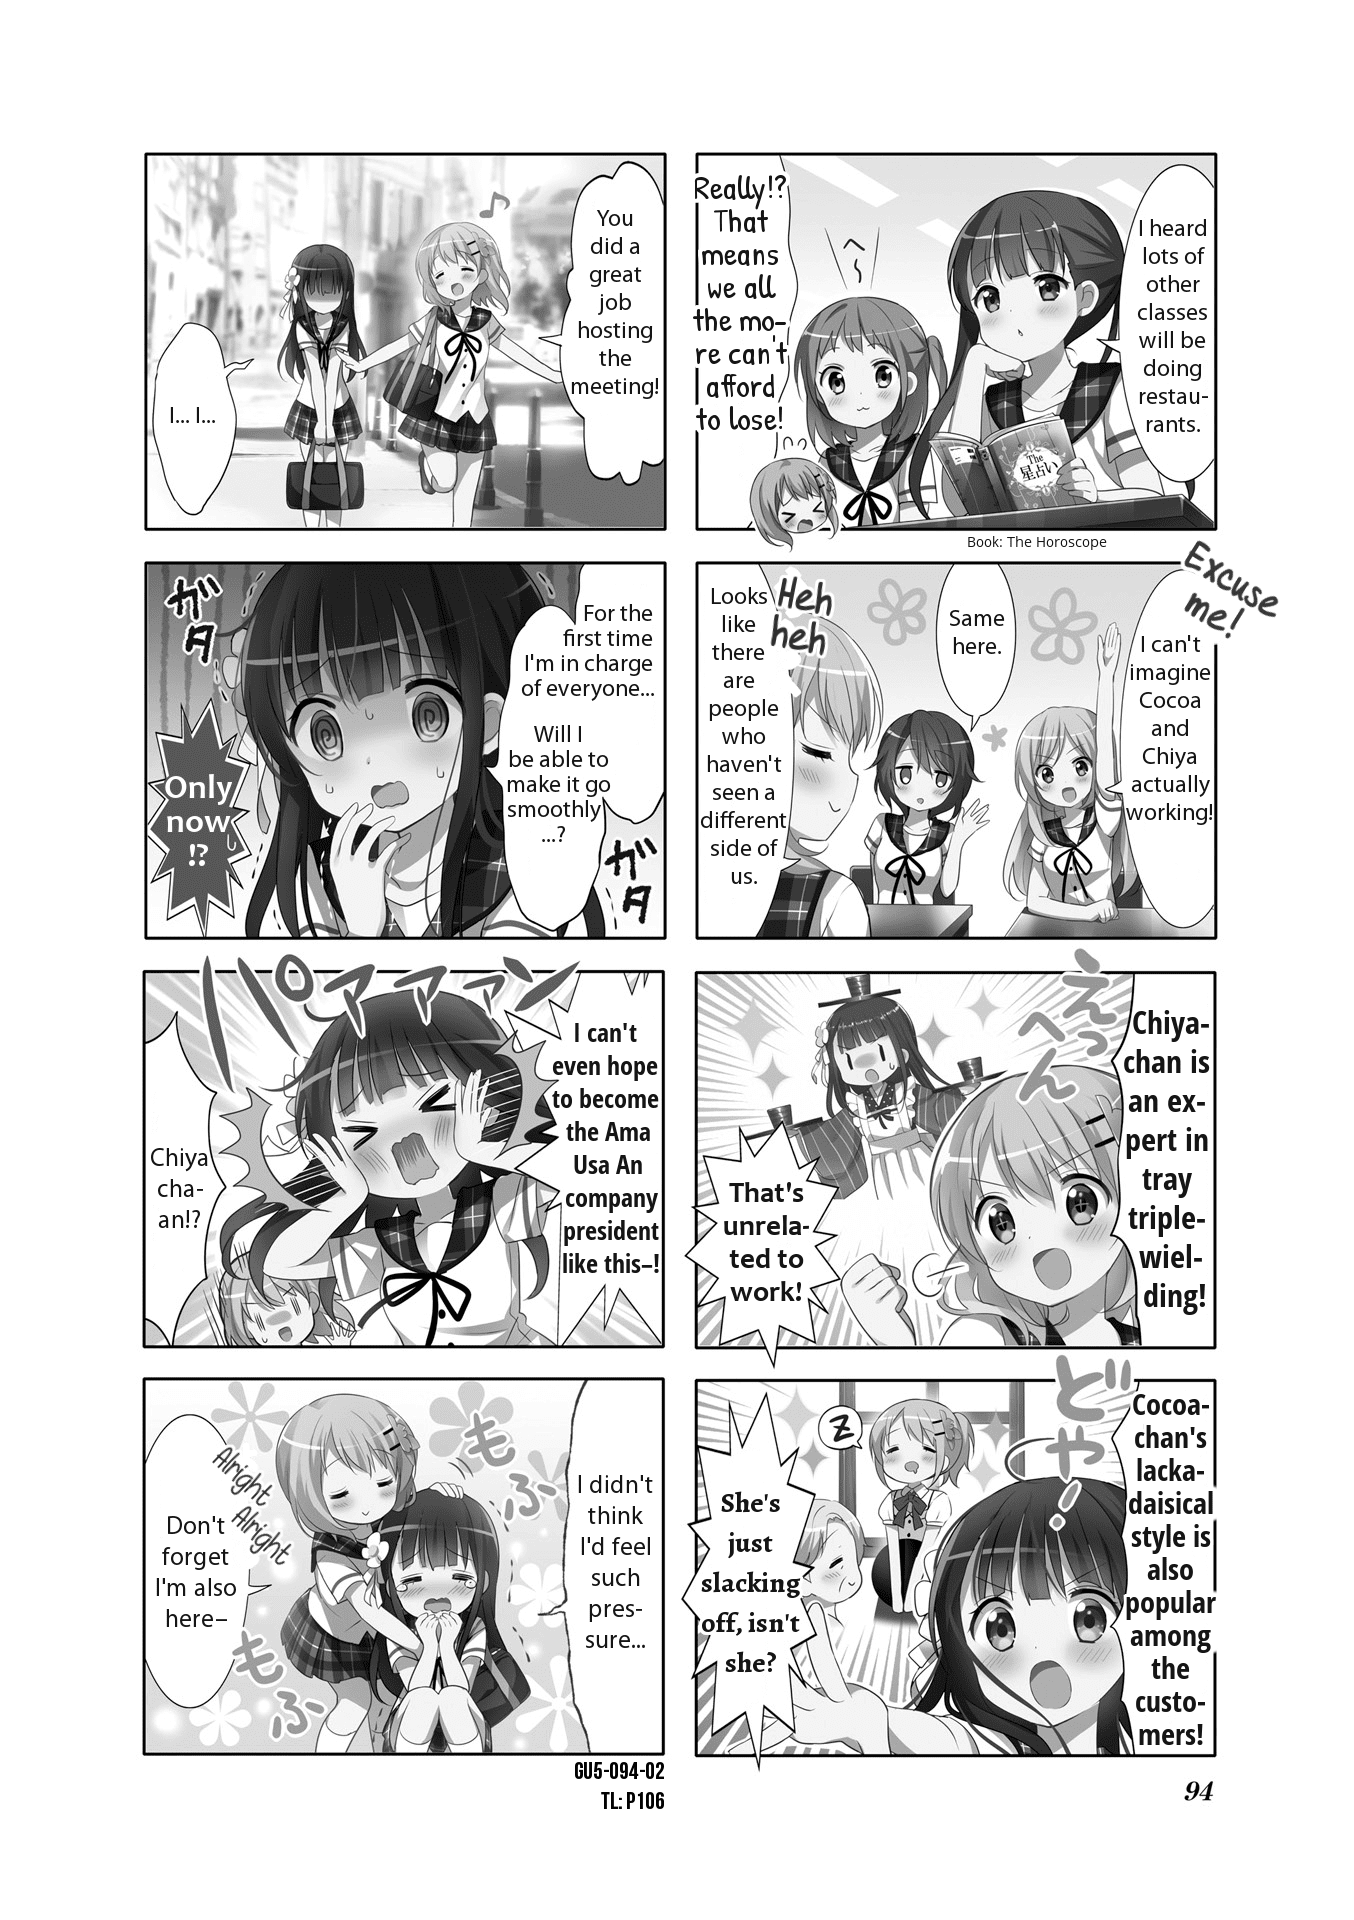 I heard
lots of
other
classes
will be
doing
restau-
rants.
へ
〜
Really!?
That
means
we all
the mo-
re can't
afford
to lose!
The
星占い
Book: The Horoscope
Excuse
me!
I can't
imagine
Cocoa
and
Chiya
actually
working!
Same
here.
Heh
heh
Looks
like
there
are
people
who
haven't
seen a
different
side of
us.
えっ
へん
Chiya-
chan is
an ex-
pert in
tray
triple-
wiel-
ding!
That's
unrela-
ted to
work!
どや！
Cocoa-
chan's
lacka-
daisical
style is
also
popular
among
the
custo-
mers!
Z
She's
just
slacking
off, isn't
she?
You
did a
great
job
hosting
the
meeting!
♪
I... I...
For the
first time
I'm in charge
of everyone...
Will I
be able to
make it go
smoothly
...?
ガタ
ガタ
Only
now
!?
パアアアン
I can't
even hope
to become
the Ama
Usa An
company
president
like this–!
Chiya
cha-
an!?
I didn't
think
I'd feel
such
pres-
sure...
もふ
Alright
Alright
Don't
forget
I'm also
here–
もふ
GU5-094-02
TL: P106
94